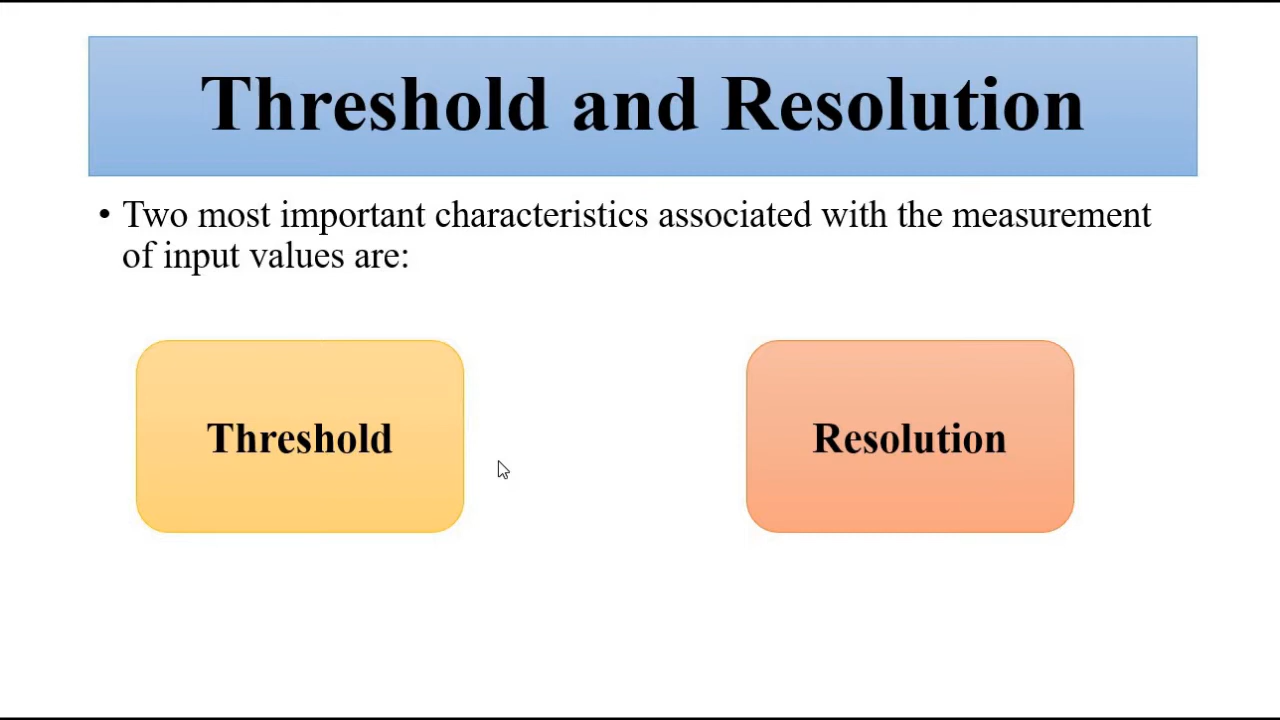 Threshold and Resolution
• Two most important characteristics associated with the measurement
of input values are:
Threshold
Resolution